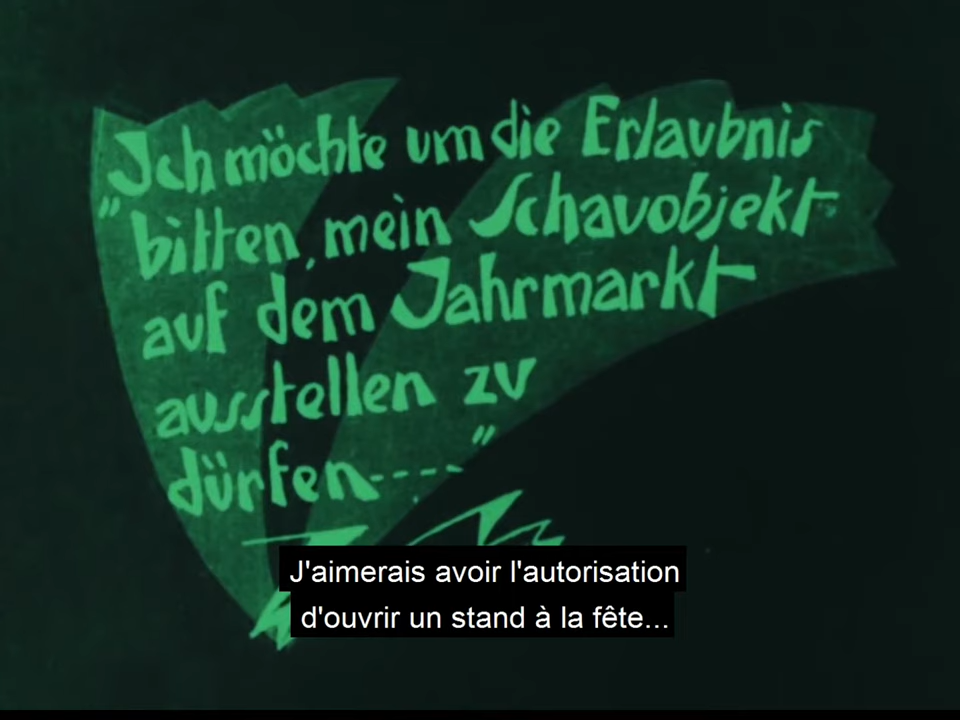 „Ich möchte um die Erlaubnis
bitten, mein Schauobjekt
auf dem Jahrmarkt
ausstellen zu
dürfen----"
J'aimerais avoir l'autorisation
d'ouvrir un stand à la fête...